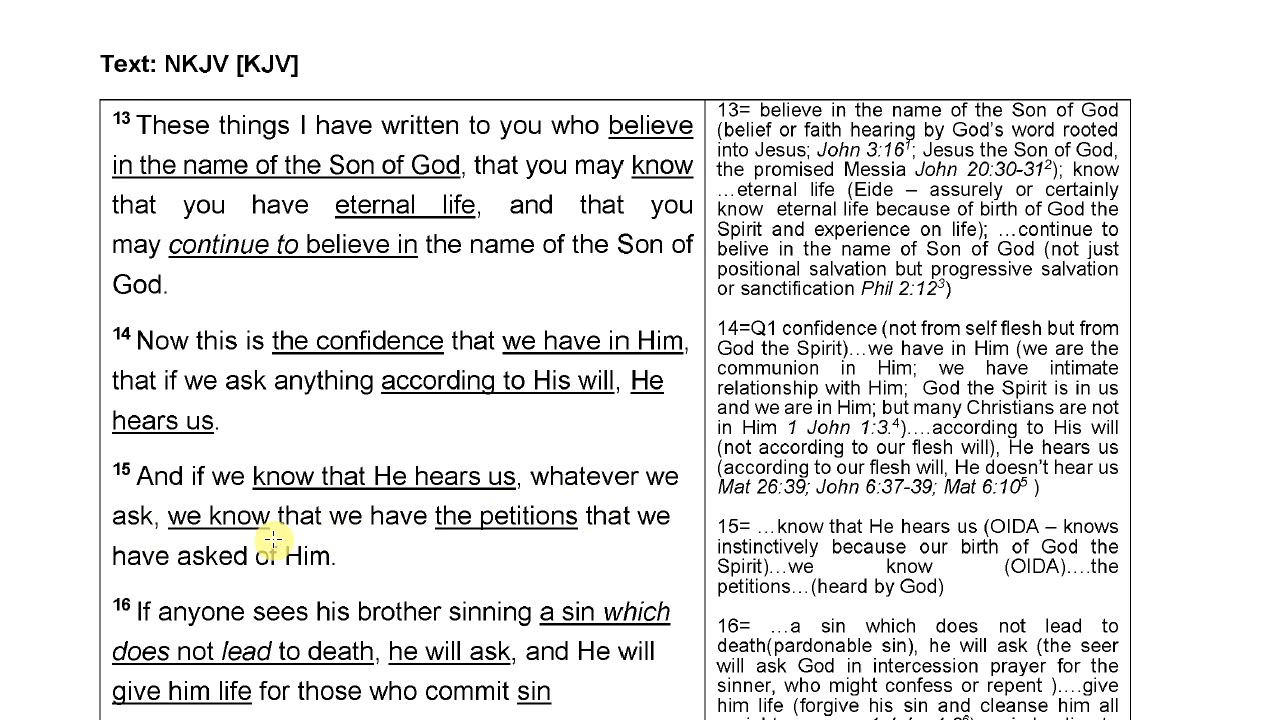 Text: NKJV [KJV]
13 These things I have written to you who believe
in the name of the Son of God, that you may know
that you have eternal life, and that you
may continue to believe in the name of the Son of
God.
14 Now this is the confidence that we have in Him,
that if we ask anything according to His will, He
hears us.
15 And if we know that He hears us, whatever we
ask, we know that we have the petitions that we
have asked of Him.
16 If anyone sees his brother sinning a sin which
does not lead to death, he will ask, and He will
give him life for those who commit sin
13= believe in the name of the Son of God
(belief or faith hearing by God's word rooted
into Jesus; John 3:16¹; Jesus the Son of God,
the promised Messia John 20:30-31²); know
…eternal life (Eide – assurely or certainly
know eternal life because of birth of God the
Spirit and experience on life); …continue to
belive in the name of Son of God (not just
positional salvation but progressive salvation
or sanctification Phil 2:12³)
14=Q1 confidence (not from self flesh but from
God the Spirit)…we have in Him (we are the
communion in Him; we have intimate
relationship with Him; God the Spirit is in us
and we are in Him; but many Christians are not
in Him 1 John 1:3.⁴)….according to His will
(not according to our flesh will), He hears us
(according to our flesh will, He doesn't hear us
Mat 26:39; John 6:37-39; Mat 6:10⁵ )
15= …know that He hears us (OIDA – knows
instinctively because our birth of God the
Spirit)…we know (OIDA)….the
petitions…(heard by God)
16= …a sin which does not lead to
death(pardonable sin), he will ask (the seer
will ask God in intercession prayer for the
sinner, who might confess or repent )….give
him life (forgive his sin and cleanse him all